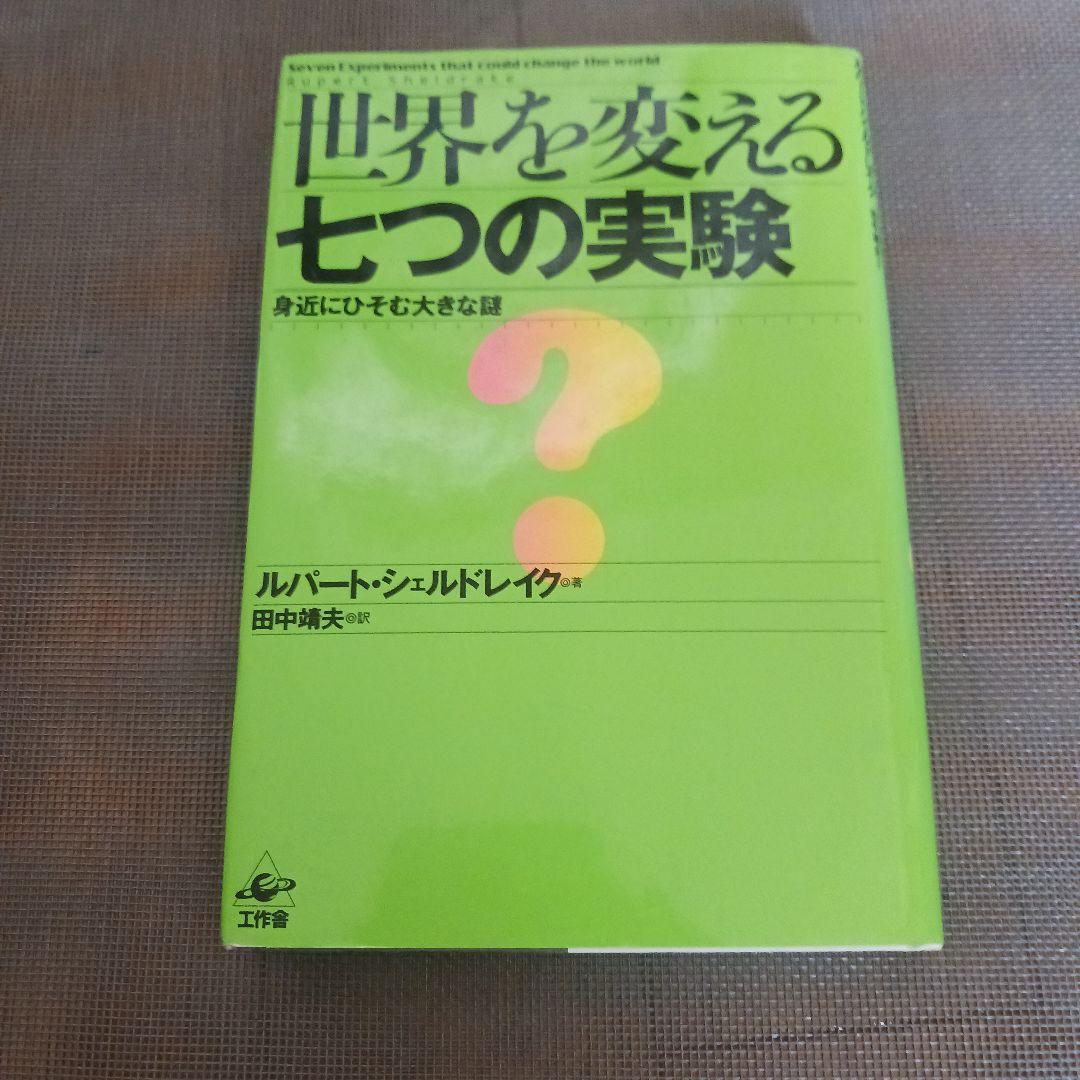 Seven Experiments that could change the world
Rupert Sheldrake
世界を変える
七つの実験
身近にひそむ大きな謎
?
ルパート・シェルドレイク◎著
田中靖夫◎訳
工作舎